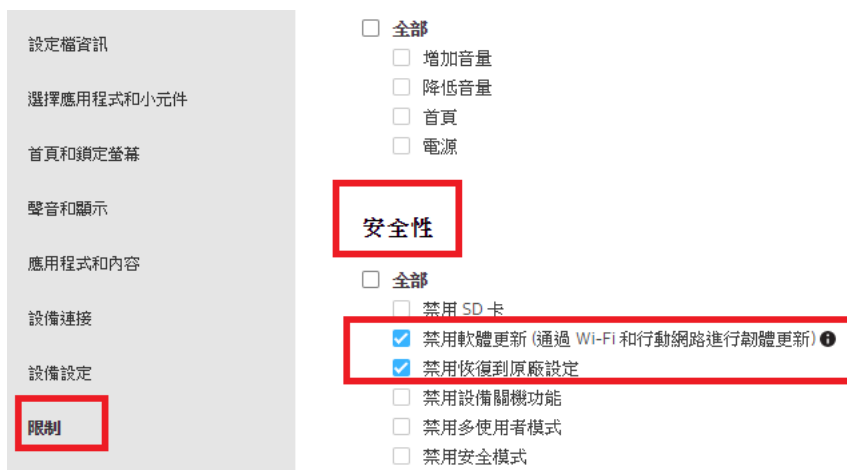 設定檔資訊
選擇應用程式和小元件
首頁和鎖定螢幕
聲音和顯示
應用程式和內容
設備連接
設備設定
限制
全部
增加音量
降低音量
首頁
電源
安全性
全部
禁用 SD 卡
禁用軟體更新 (通過 Wi-Fi 和行動網路進行韌體更新)
禁用恢復到原廠設定
禁用設備關機功能
禁用多使用者模式
禁用安全模式